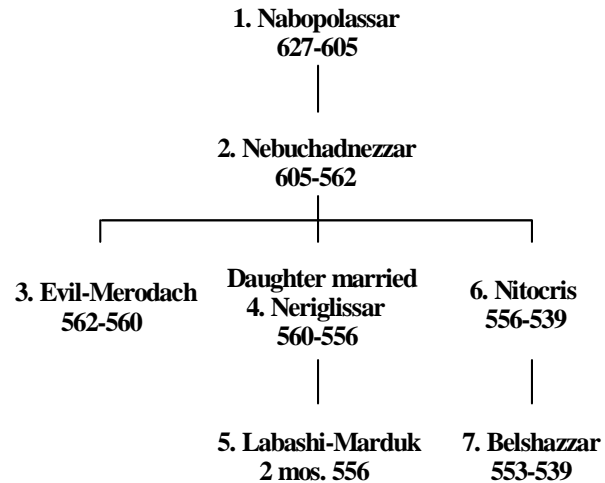 1. Nabopolassar
627-605
2. Nebuchadnezzar
605-562
3. Evil-Merodach
562-560
Daughter married
4. Neriglissar
560-556
6. Nitocris
556-539
5. Labashi-Marduk
2 mos. 556
7. Belshazzar
553-539